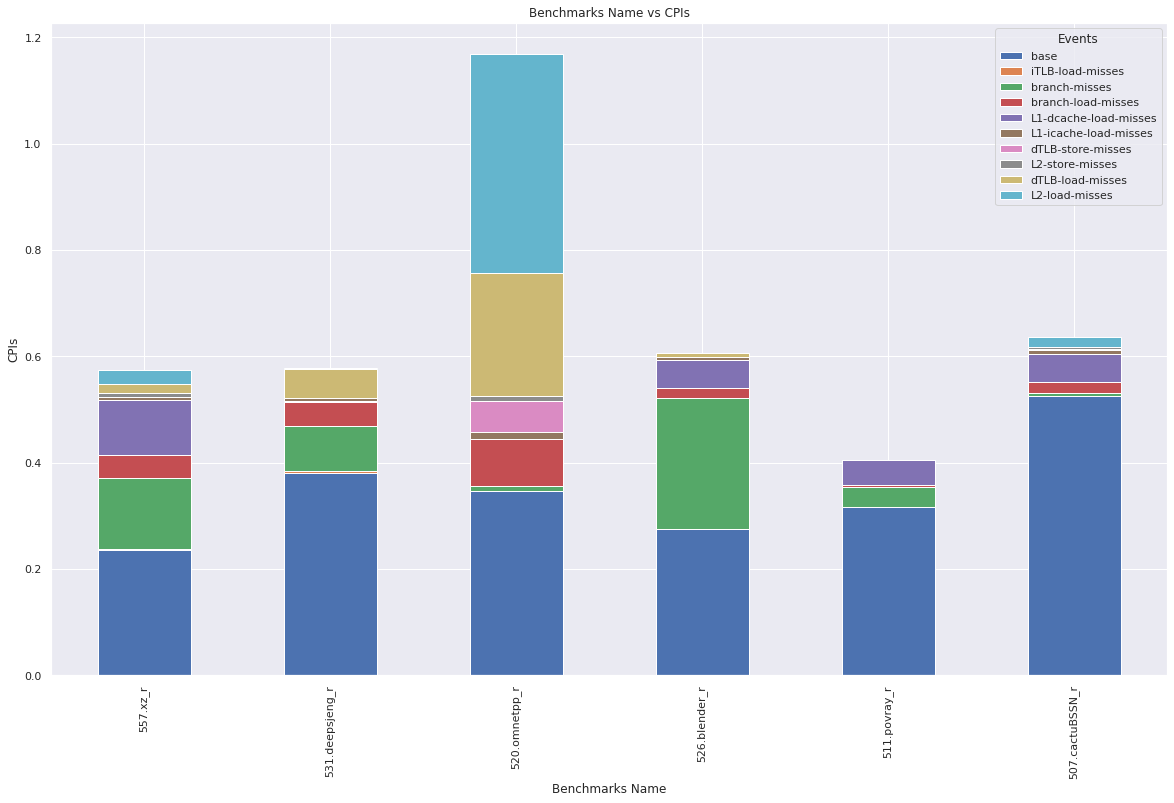 Benchmarks Name vs CPIs
Events
base
iTLB-load-misses
branch-misses
branch-load-misses
L1-dcache-load-misses
L1-icache-load-misses
dTLB-store-misses
L2-store-misses
dTLB-load-misses
L2-load-misses
1.2
1.0
0.8
0.6
0.4
0.2
0.0
CPIs
557.xz_r
531.deepsjeng_r
520.omnetpp_r
526.blender_r
511.povray_r
507.cactuBSSN_r
Benchmarks Name